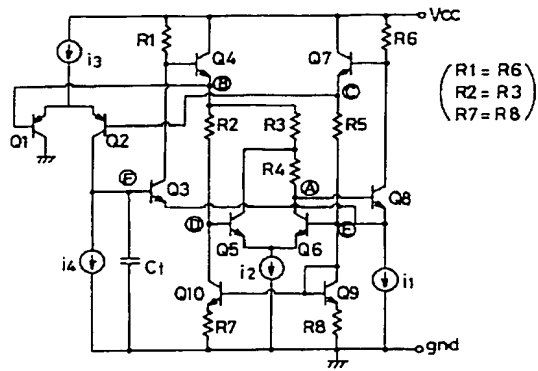 Vcc
R1
R6
i3
Q4
Q7
B
C
(R1 = R6
R2 = R3
R7 = R8)
Q1
Q2
R2
R3
R5
R4
F
Q3
A
Q8
D
E
Q5
Q6
i4
Ct
i2
i1
Q10
Q9
R7
R8
gnd